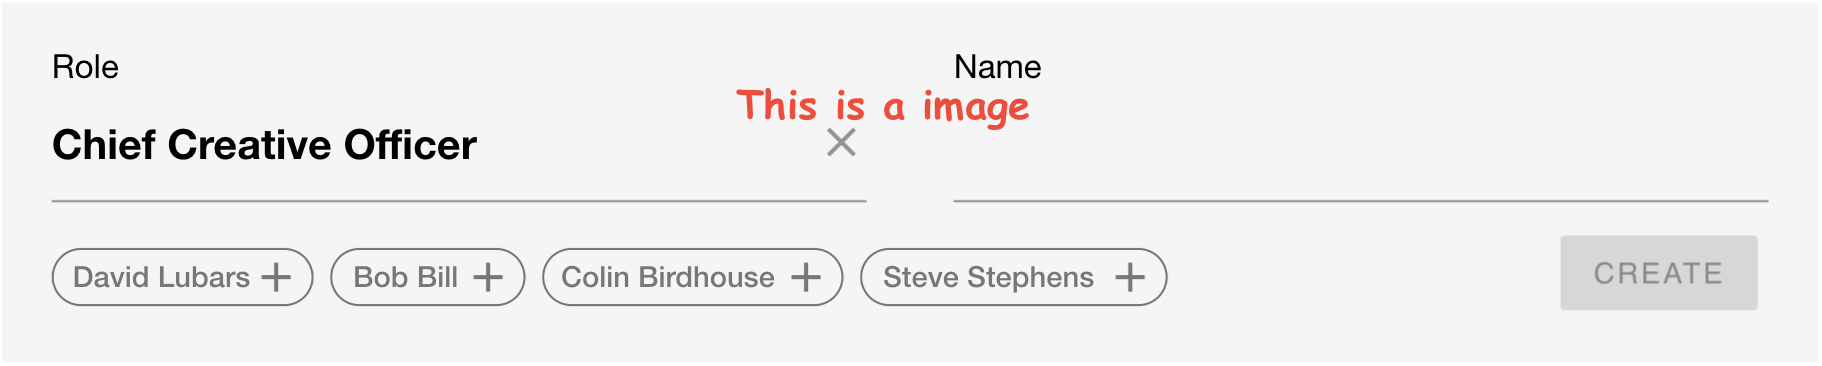 Role
Name
This is a image
Chief Creative Officer
David Lubars
Bob Bill
Colin Birdhouse
Steve Stephens
CREATE